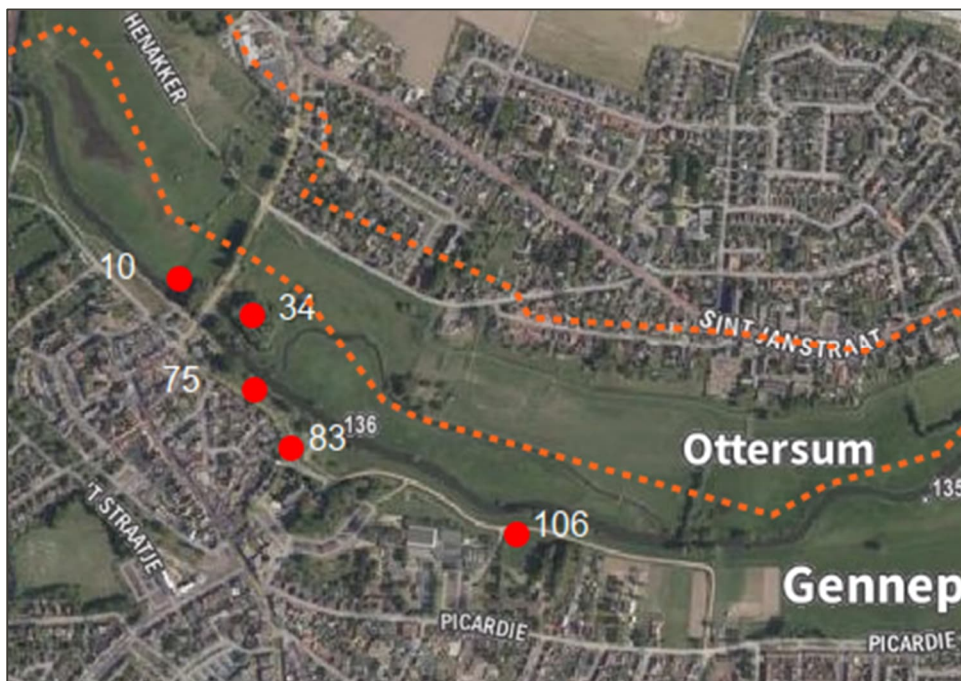 HENAKKER
10
34
75
83
136
SINT JANSTRAAT
Ottersum
135
'T STRAATJE
106
Gennep
PICARDIE
PICARDIE